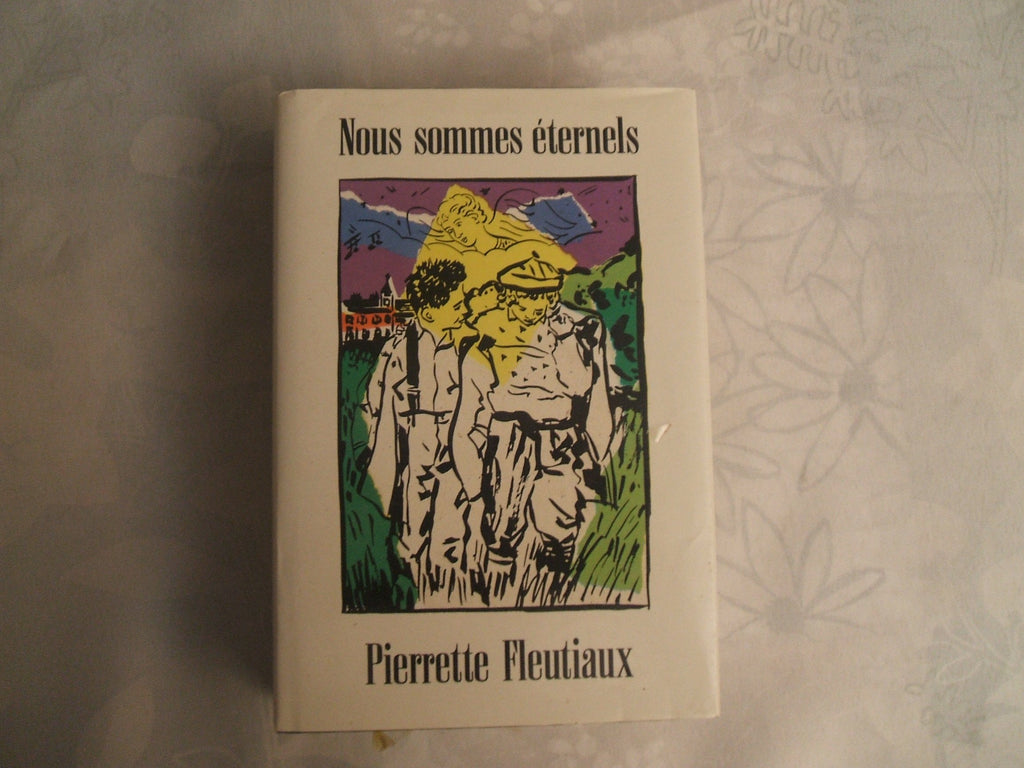 Nous sommes éternels
Pierrette Fleutiaux